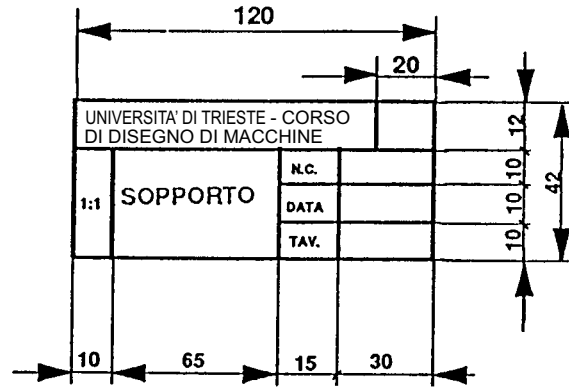 120
20
UNIVERSITA' DI TRIESTE - CORSO
DI DISEGNO DI MACCHINE
12
N.C.
10
1:1
SOPPORTO
DATA
10
42
TAV.
10
10
65
15
30